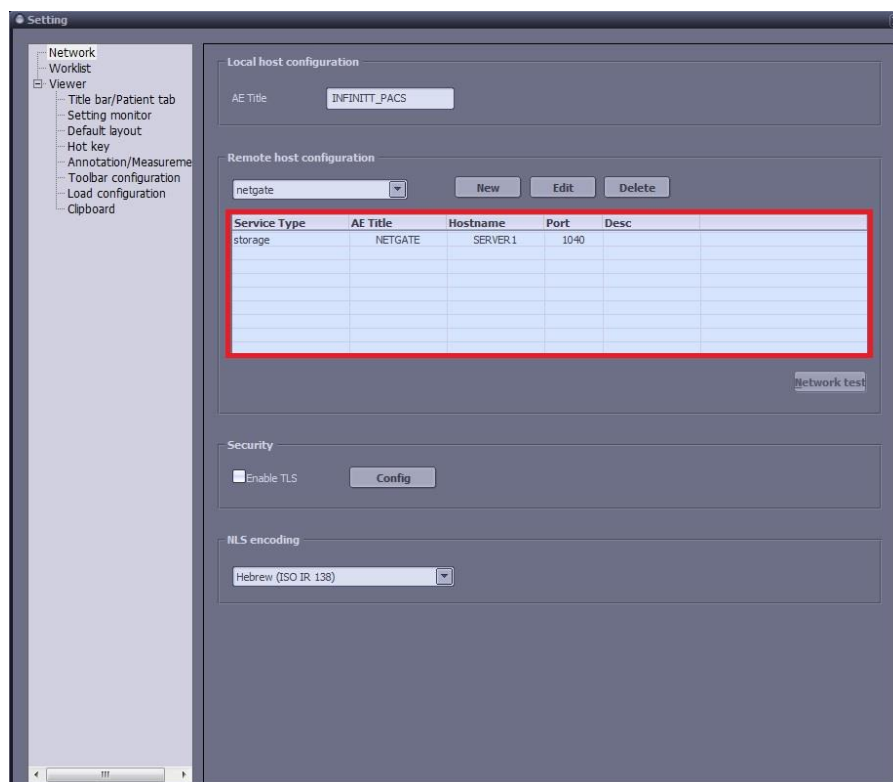 Setting
Network
Worklist
Viewer
Title bar/Patient tab
Setting monitor
Default layout
Hot key
Annotation/Measureme
Toolbar configuration
Load configuration
Clipboard
Local host configuration
AE Title INFINITT_PACS
Remote host configuration
netgate New Edit Delete
Service Type AE Title Hostname Port Desc
storage NETGATE SERVER1 1040
Network test
Security
Enable TLS Config
NLS encoding
Hebrew (ISO IR 138)